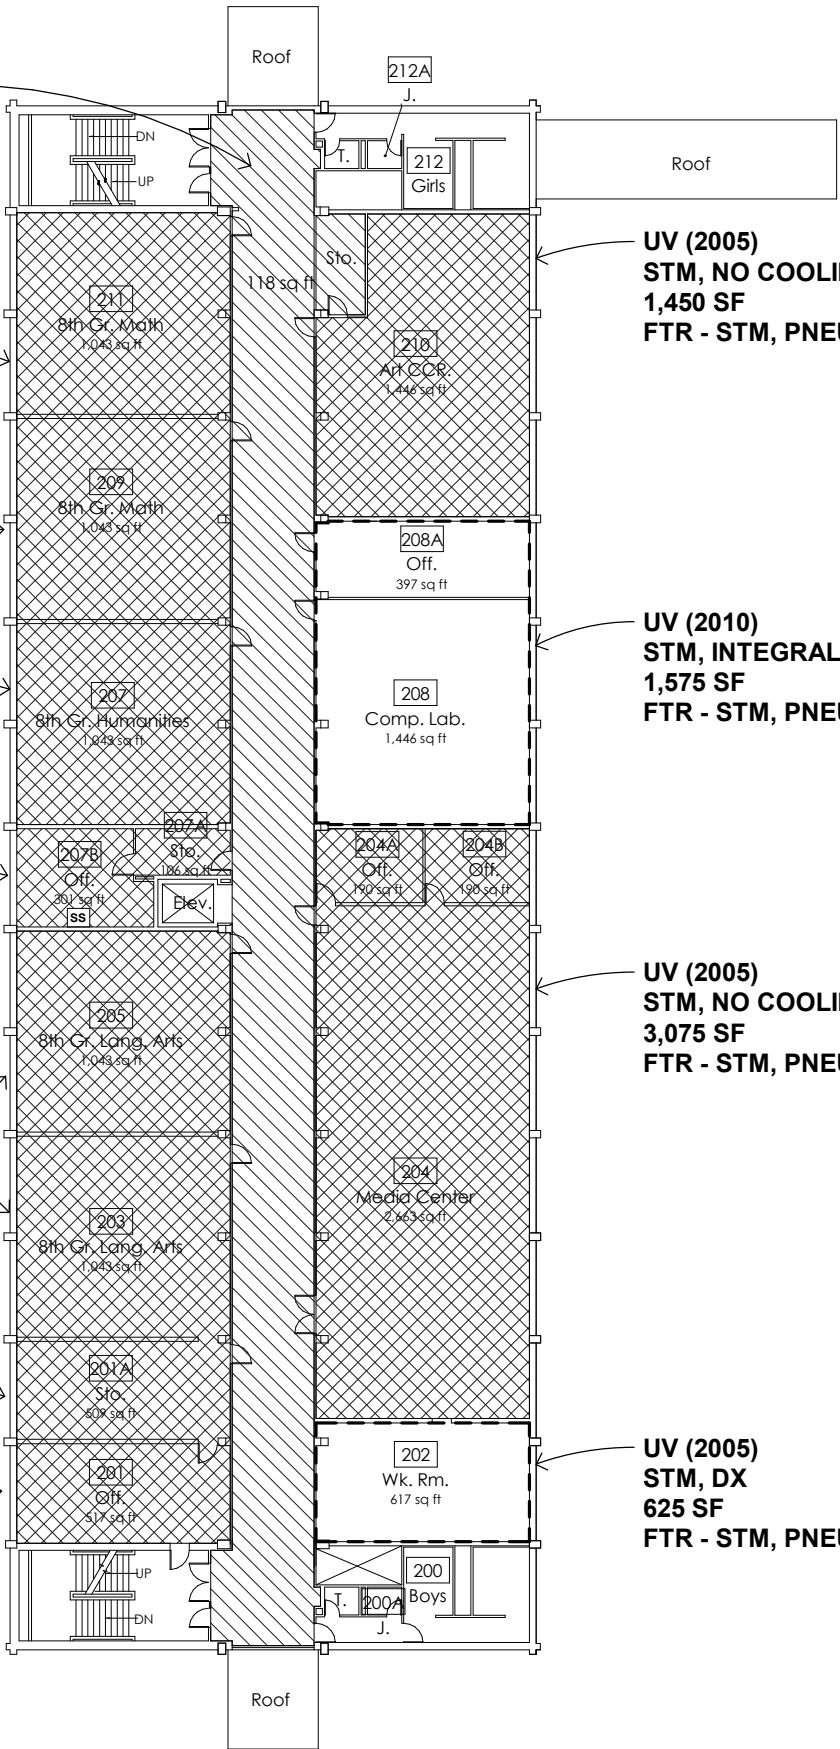 Roof
212A
J.
DN
T.
212
Girls
Roof
UP
UV (2005)
STM, NO COOLI
1,450 SF
FTR - STM, PNEU
Sto.
118 sq ft
211
8th Gr. Math
1,043 sq ft
210
Art CCR.
1,446 sq ft
209
8th Gr. Math
1,043 sq ft
208A
Off.
397 sq ft
UV (2010)
STM, INTEGRAL
1,575 SF
FTR - STM, PNEU
207
8th Gr. Humanities
1,043 sq ft
208
Comp. Lab.
1,446 sq ft
207A
Sto.
106 sq ft
207B
Off.
301 sq ft
SS
Elev.
204A
Off.
190 sq ft
204B
Off.
190 sq ft
UV (2005)
STM, NO COOLI
3,075 SF
FTR - STM, PNEU
205
8th Gr. Lang. Arts
1,043 sq ft
204
Media Center
2,663 sq ft
203
8th Gr. Lang. Arts
1,043 sq ft
201A
Sto.
509 sq ft
201
Off.
517 sq ft
202
Wk. Rm.
617 sq ft
UV (2005)
STM, DX
625 SF
FTR - STM, PNEU
UP
DN
200
Boys
T.
200A
J.
Roof